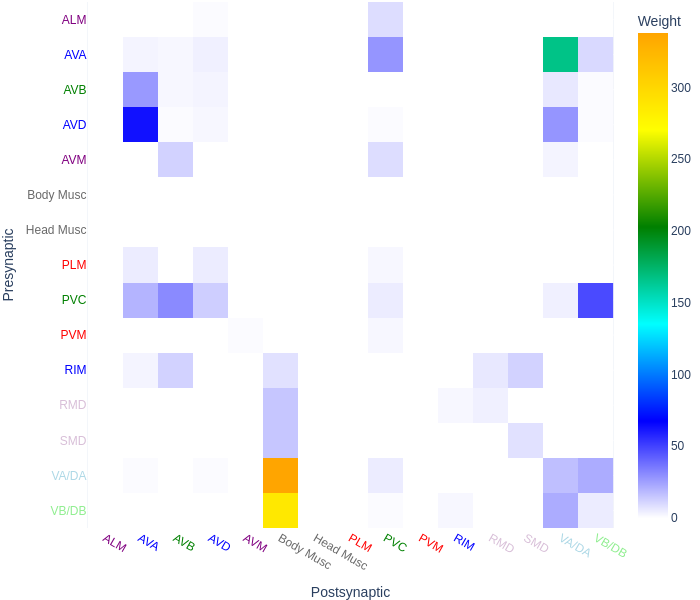 Weight
ALM
AVA
AVB
AVD
AVM
Body Musc
Head Musc
PLM
PVC
PVM
RIM
RMD
SMD
VA/DA
VB/DB
Presynaptic
300
250
200
150
100
50
0
ALM
AVA
AVB
AVD
AVM
Body Musc
Head Musc
PLM
PVC
PVM
RIM
RMD
SMD
VA/DA
VB/DB
Postsynaptic